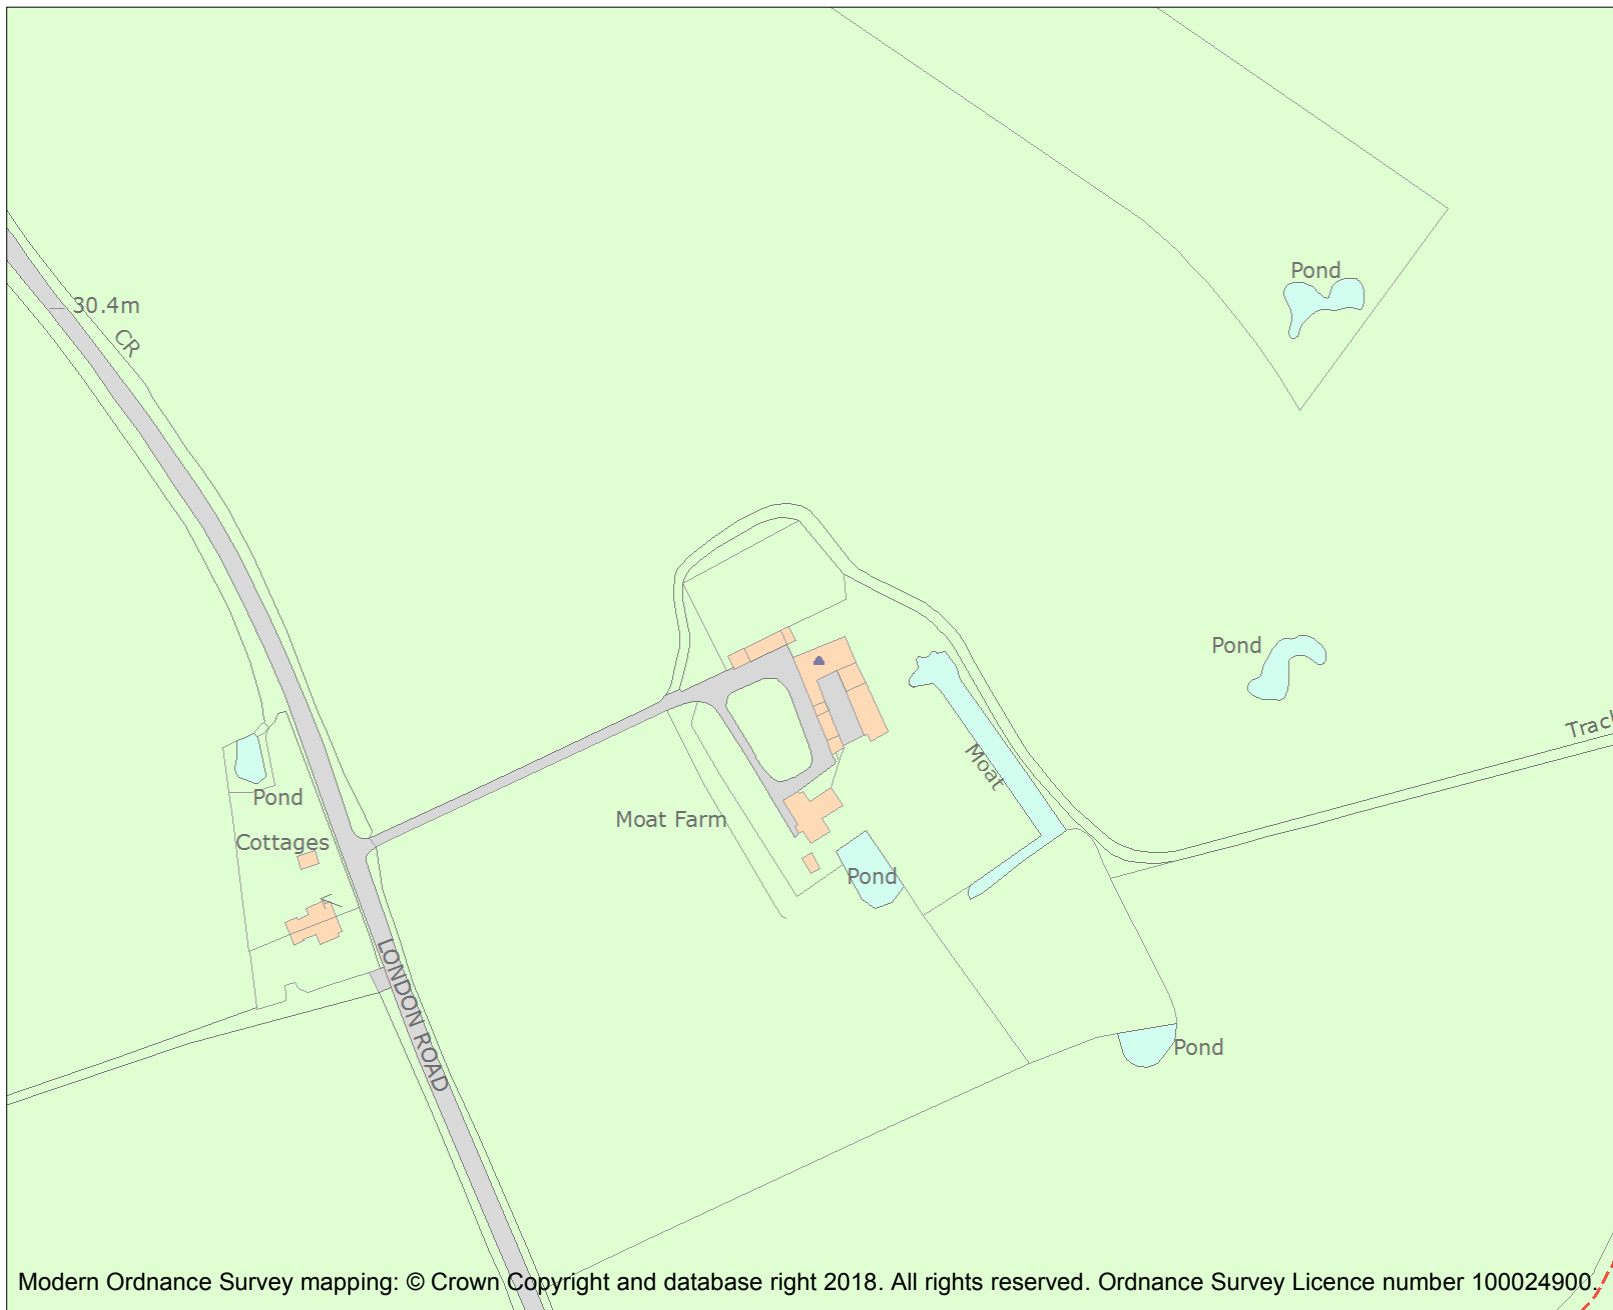 Pond
30.4m
CR
Pond
Track
Moat
Pond
Moat Farm
Cottages
Pond
LONDON ROAD
Pond
Modern Ordnance Survey mapping: © Crown Copyright and database right 2018. All rights reserved. Ordnance Survey Licence number 100024900.